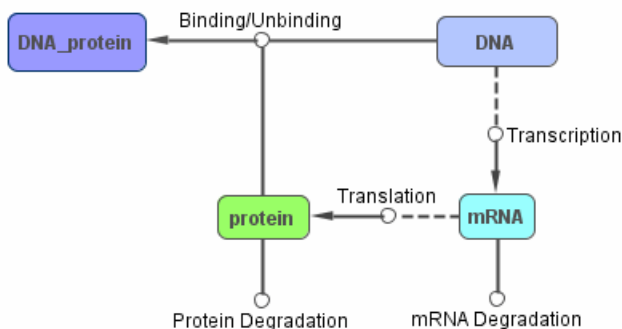 Binding/Unbinding
DNA_protein
DNA
Transcription
Translation
protein
mRNA
Protein Degradation
mRNA Degradation